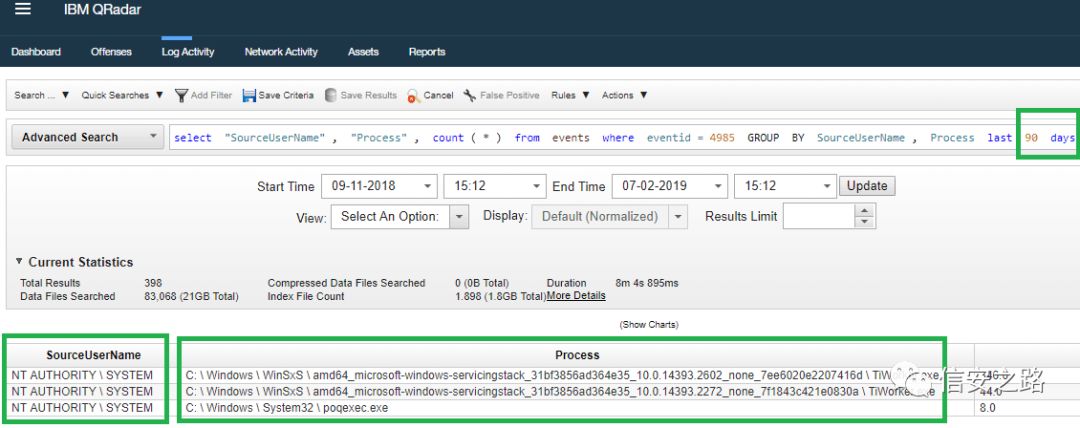 IBM QRadar
Dashboard Offenses Log Activity Network Activity Assets Reports
Search ... ▼ Quick Searches ▼ Add Filter Save Criteria Save Results Cancel False Positive Rules ▼ Actions ▼
Advanced Search select "SourceUserName" , "Process" , count ( * ) from events where eventid = 4985 GROUP BY SourceUserName , Process last 90 days
Start Time 09-11-2018 15:12 End Time 07-02-2019 15:12 Update
View: Select An Option: Display: Default (Normalized) Results Limit
▼ Current Statistics
Total Results 398 Compressed Data Files Searched 0 (0B Total) Duration 8m 4s 895ms
Data Files Searched 83,068 (21GB Total) Index File Count 1.898 (1.8GB Total) More Details
(Show Charts)
SourceUserName Process
NT AUTHORITY \ SYSTEM C: \ Windows \ WinSxS \ amd64_microsoft-windows-servicingstack_31bf3856ad364e35_10.0.14393.2602_none_7ee6020e2207416d \ TiWorker.exe
NT AUTHORITY \ SYSTEM C: \ Windows \ WinSxS \ amd64_microsoft-windows-servicingstack_31bf3856ad364e35_10.0.14393.2272_none_7f1843c421e0830a \ TiWorker.exe 44.0
NT AUTHORITY \ SYSTEM C: \ Windows \ System32 \ poqexec.exe 8.0
信安之路